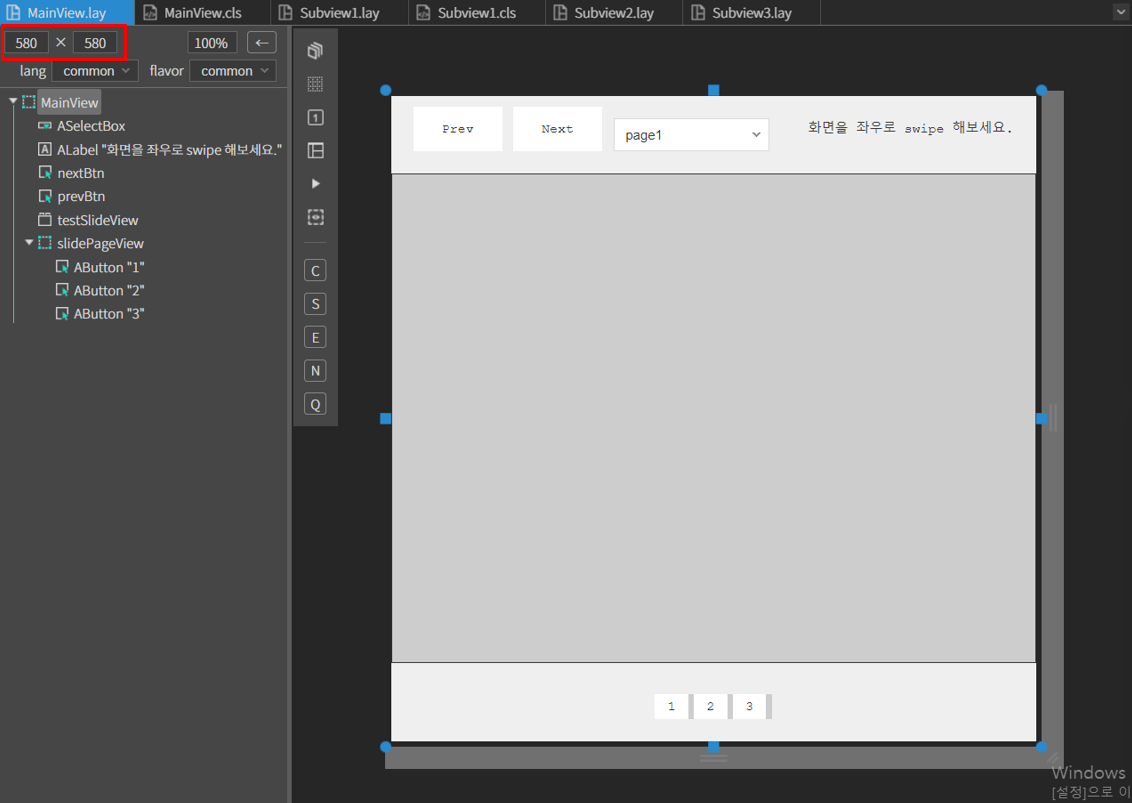 MainView.lay MainView.cls Subview1.lay Subview1.cls Subview2.lay Subview3.lay
580 × 580 100% ←
lang common flavor common
MainView
ASelectBox
ALabel "화면을 좌우로 swipe 해보세요."
nextBtn
prevBtn
testSlideView
slidePageView
AButton "1"
AButton "2"
AButton "3"
1
C
S
E
N
Q
Prev Next page1 화면을 좌우로 swipe 해보세요.
1 2 3
Windows
[설정]으로 이